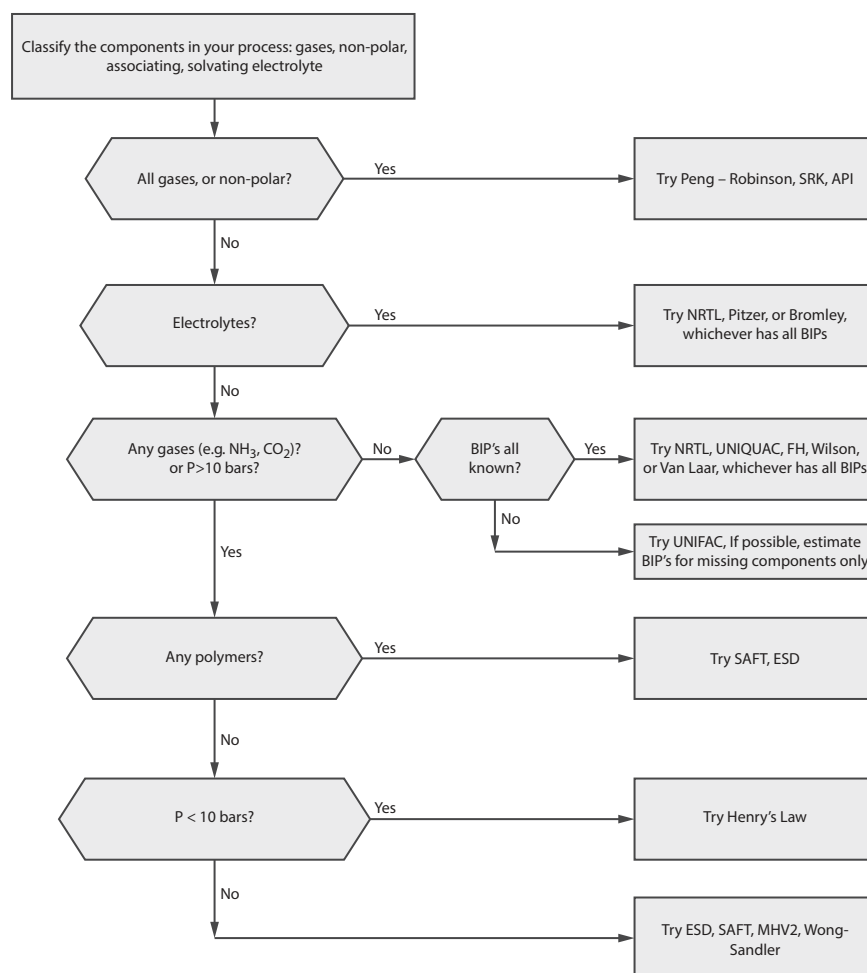 Classify the components in your process: gases, non-polar,
associating, solvating electrolyte
All gases, or non-polar?
Yes
Try Peng – Robinson, SRK, API
No
Electrolytes?
Yes
Try NRTL, Pitzer, or Bromley,
whichever has all BIPs
No
Any gases (e.g. NH₃, CO₂)?
or P>10 bars?
No
BIP's all
known?
Yes
Try NRTL, UNIQUAC, FH, Wilson,
or Van Laar, whichever has all BIPs
No
Try UNIFAC, If possible, estimate
BIP's for missing components only
Yes
Any polymers?
Yes
Try SAFT, ESD
No
P < 10 bars?
Yes
Try Henry's Law
No
Try ESD, SAFT, MHV2, Wong-
Sandler